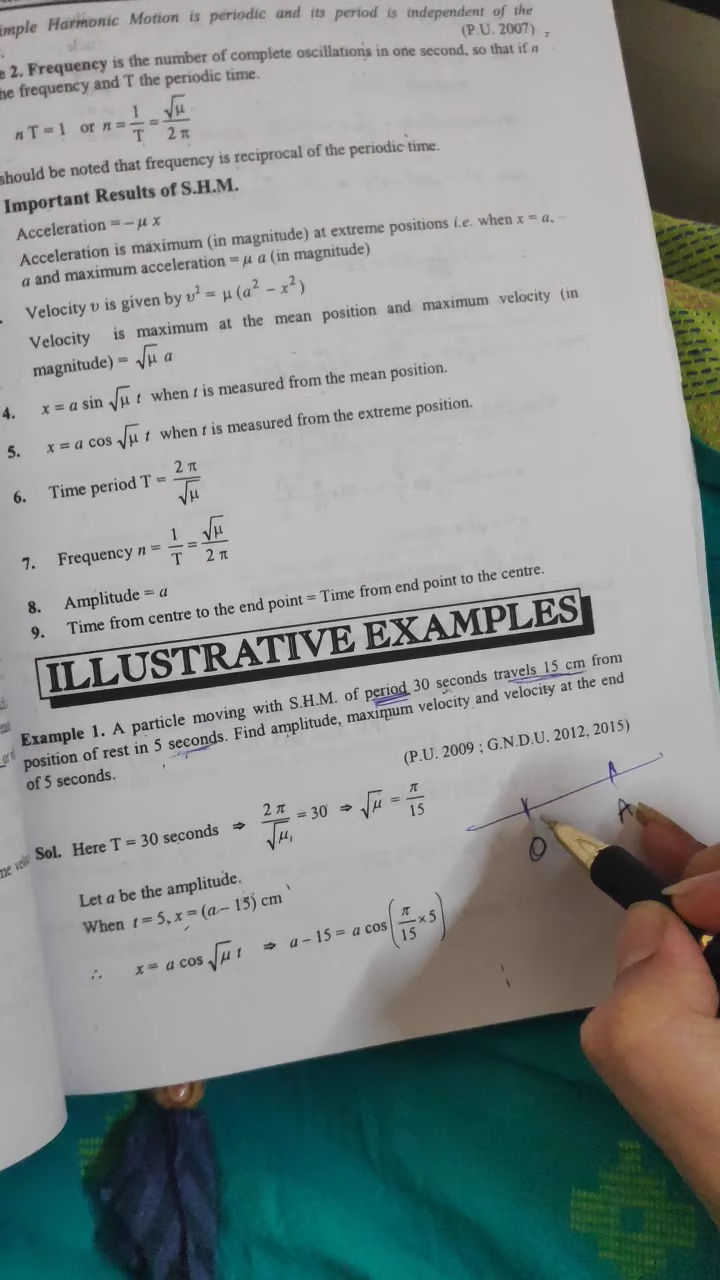 imple Harmonic Motion is periodic and its period is independent of the
(P.U. 2007)
e 2. Frequency is the number of complete oscillations in one second, so that if n
he frequency and T the periodic time.
n T = 1 or n = 1/T = √μ/2π
should be noted that frequency is reciprocal of the periodic time.
Important Results of S.H.M.
Acceleration = – μ x
Acceleration is maximum (in magnitude) at extreme positions i.e. when x = a, –
a and maximum acceleration = μ a (in magnitude)
Velocity υ is given by υ² = μ (a² – x²)
Velocity is maximum at the mean position and maximum velocity (in
magnitude) = √μ a
4. x = a sin √μ t when t is measured from the mean position.
5. x = a cos √μ t when t is measured from the extreme position.
6. Time period T = 2π/√μ
7. Frequency n = 1/T = √μ/2π
8. Amplitude = a
9. Time from centre to the end point = Time from end point to the centre.
ILLUSTRATIVE EXAMPLES
Example 1. A particle moving with S.H.M. of period 30 seconds travels 15 cm from
position of rest in 5 seconds. Find amplitude, maximum velocity and velocity at the end
of 5 seconds.
(P.U. 2009 ; G.N.D.U. 2012, 2015)
Sol. Here T = 30 seconds ⇒ 2π/√μ = 30 ⇒ √μ = π/15
Let a be the amplitude.
When t = 5, x = (a – 15) cm
∴ x = a cos √μ t ⇒ a – 15 = a cos (π/15 × 5)
O A